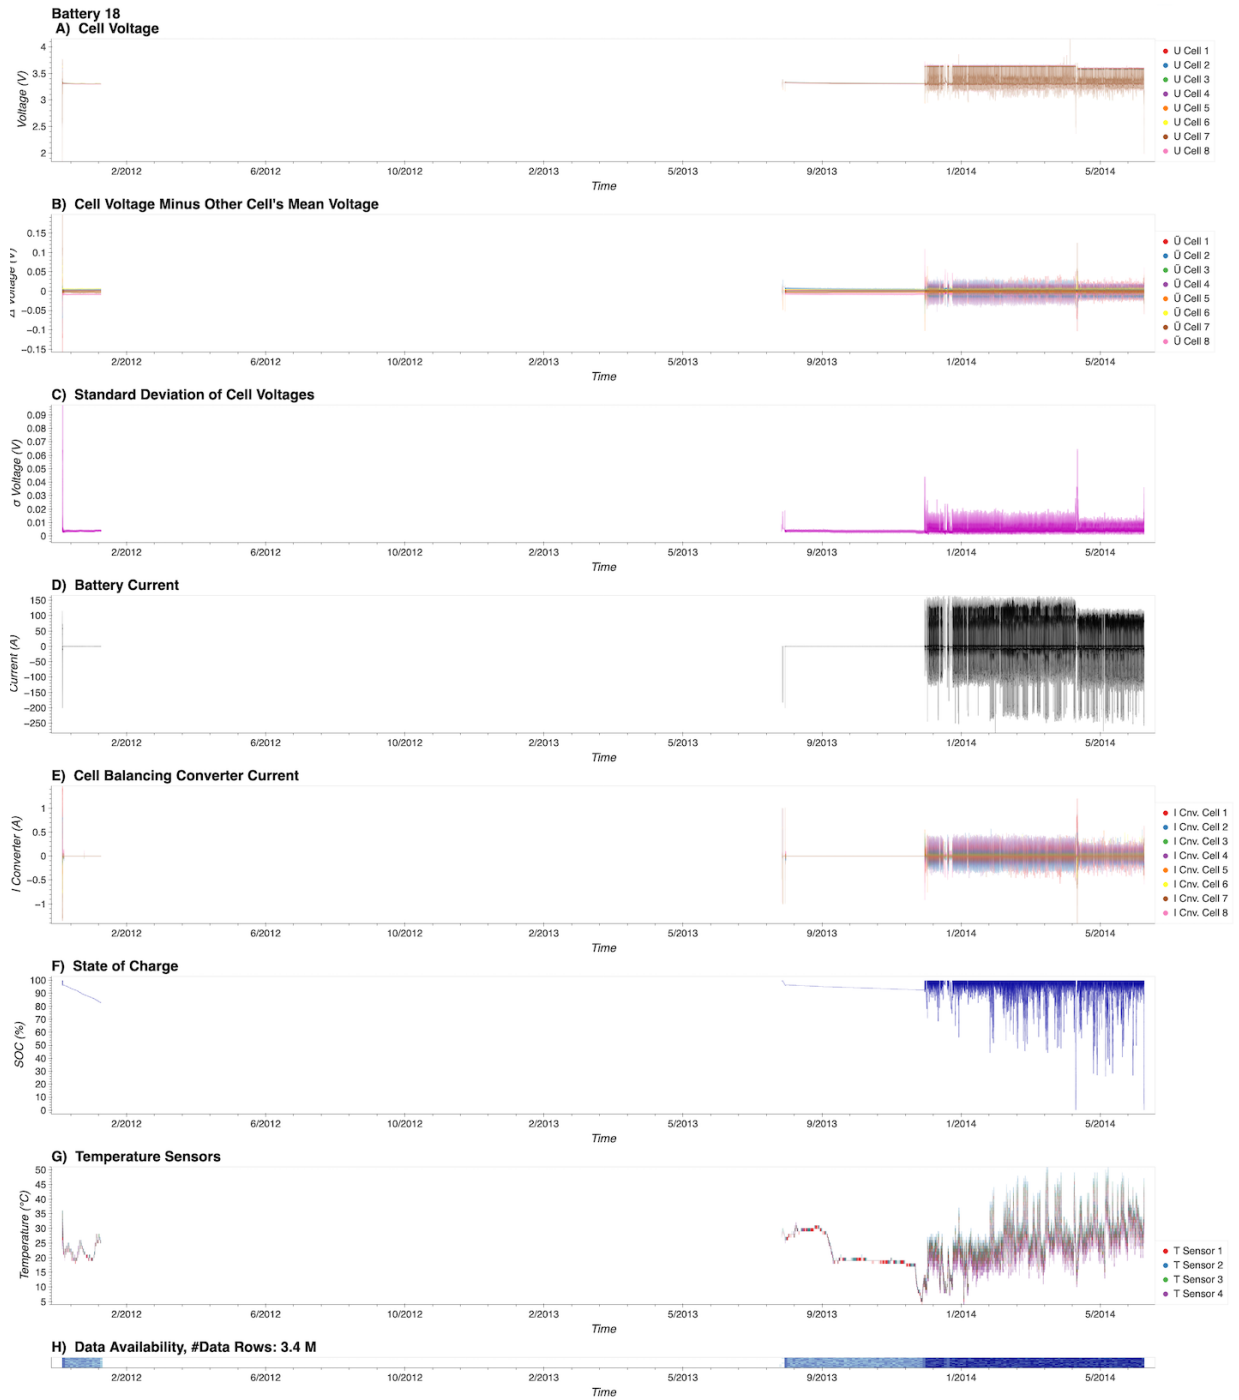 Battery 18
A) Cell Voltage
4
3.5
3
2.5
2
Voltage (V)
2/2012 6/2012 10/2012 2/2013 5/2013 9/2013 1/2014 5/2014
Time
U Cell 1
U Cell 2
U Cell 3
U Cell 4
U Cell 5
U Cell 6
U Cell 7
U Cell 8
B) Cell Voltage Minus Other Cell's Mean Voltage
0.15
0.1
0.05
0
−0.05
−0.1
−0.15
Voltage (V)
2/2012 6/2012 10/2012 2/2013 5/2013 9/2013 1/2014 5/2014
Time
Ū Cell 1
Ū Cell 2
Ū Cell 3
Ū Cell 4
Ū Cell 5
Ū Cell 6
Ū Cell 7
Ū Cell 8
C) Standard Deviation of Cell Voltages
0.09
0.08
0.07
0.06
0.05
0.04
0.03
0.02
0.01
0
σ Voltage (V)
2/2012 6/2012 10/2012 2/2013 5/2013 9/2013 1/2014 5/2014
Time
D) Battery Current
150
100
50
0
−50
−100
−150
−200
−250
Current (A)
2/2012 6/2012 10/2012 2/2013 5/2013 9/2013 1/2014 5/2014
Time
E) Cell Balancing Converter Current
1
0.5
0
−0.5
−1
I Converter (A)
2/2012 6/2012 10/2012 2/2013 5/2013 9/2013 1/2014 5/2014
Time
I Cnv. Cell 1
I Cnv. Cell 2
I Cnv. Cell 3
I Cnv. Cell 4
I Cnv. Cell 5
I Cnv. Cell 6
I Cnv. Cell 7
I Cnv. Cell 8
F) State of Charge
100
90
80
70
60
50
40
30
20
10
0
SOC (%)
2/2012 6/2012 10/2012 2/2013 5/2013 9/2013 1/2014 5/2014
Time
G) Temperature Sensors
50
45
40
35
30
25
20
15
10
5
Temperature (°C)
2/2012 6/2012 10/2012 2/2013 5/2013 9/2013 1/2014 5/2014
Time
T Sensor 1
T Sensor 2
T Sensor 3
T Sensor 4
H) Data Availability, #Data Rows: 3.4 M
2/2012 6/2012 10/2012 2/2013 5/2013 9/2013 1/2014 5/2014
Time